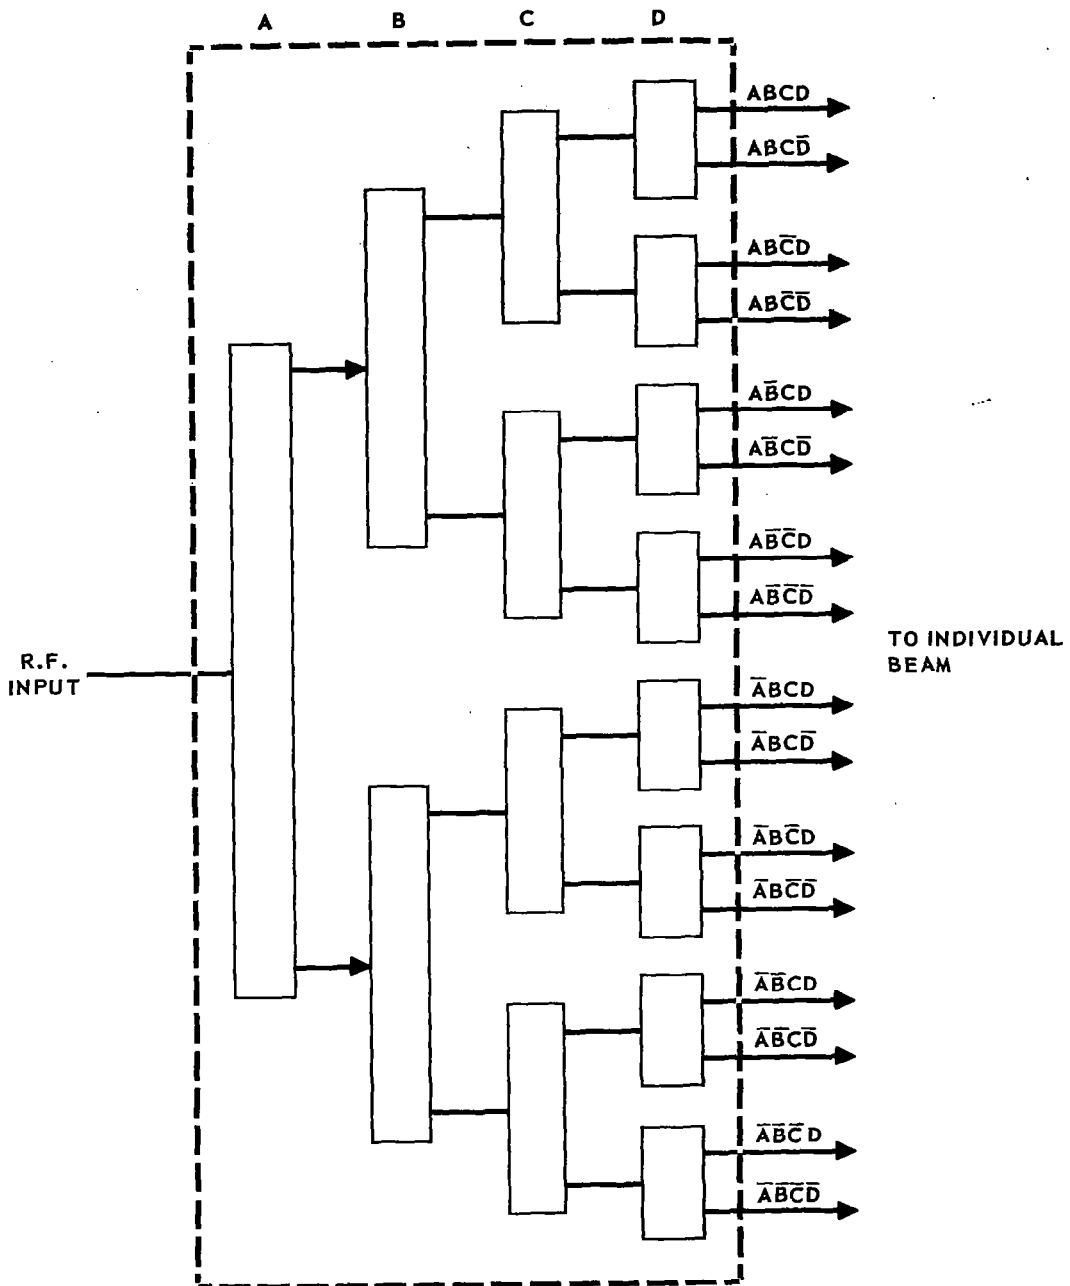 A B C D
ABCD
ABCD̅
ABC̅D
ABC̅D̅
AB̅CD
AB̅CD̅
AB̅C̅D
AB̅C̅D̅
R.F.
INPUT
TO INDIVIDUAL
BEAM
A̅BCD
A̅BCD̅
A̅BC̅D
A̅BC̅D̅
A̅B̅CD
A̅B̅CD̅
A̅B̅C̅D
A̅B̅C̅D̅